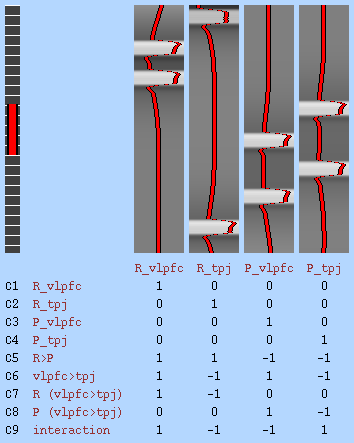 R_vlpfc R_tpj P_vlpfc P_tpj
C1 R_vlpfc 1 0 0 0
C2 R_tpj 0 1 0 0
C3 P_vlpfc 0 0 1 0
C4 P_tpj 0 0 0 1
C5 R>P 1 1 -1 -1
C6 vlpfc>tpj 1 -1 1 -1
C7 R (vlpfc>tpj) 1 -1 0 0
C8 P (vlpfc>tpj) 0 0 1 -1
C9 interaction 1 -1 -1 1